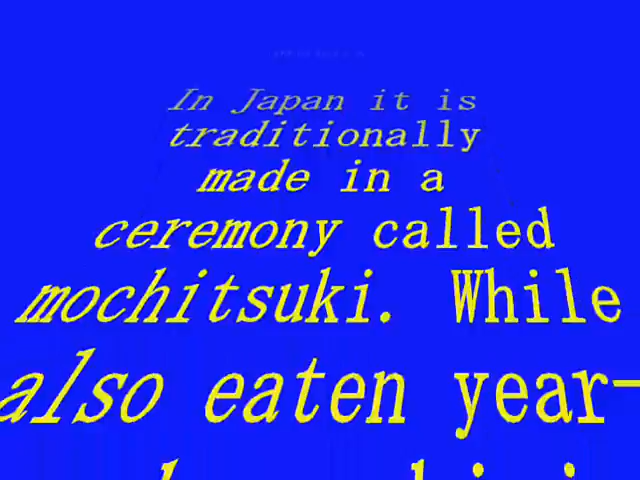 In Japan it is
traditionally
made in a
ceremony called
mochitsuki. While
also eaten year-